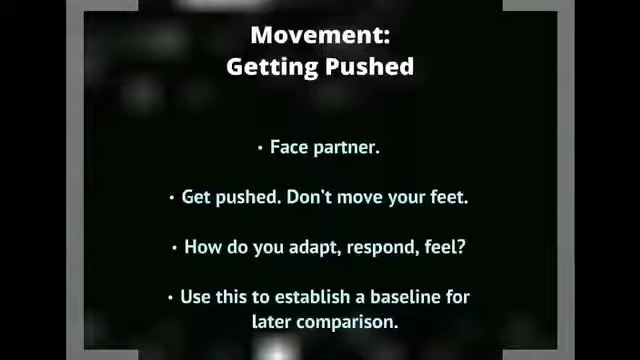 Movement:
Getting Pushed
• Face partner.
• Get pushed. Don't move your feet.
• How do you adapt, respond, feel?
• Use this to establish a baseline for
later comparison.